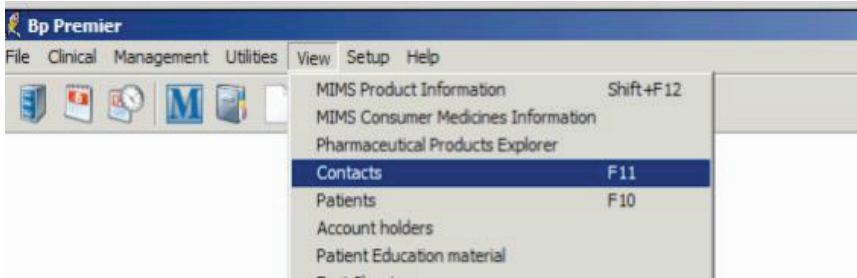 Bp Premier
File Clinical Management Utilities View Setup Help
MIMS Product Information Shift+F12
MIMS Consumer Medicines Information
Pharmaceutical Products Explorer
Contacts F11
Patients F10
Account holders
Patient Education material